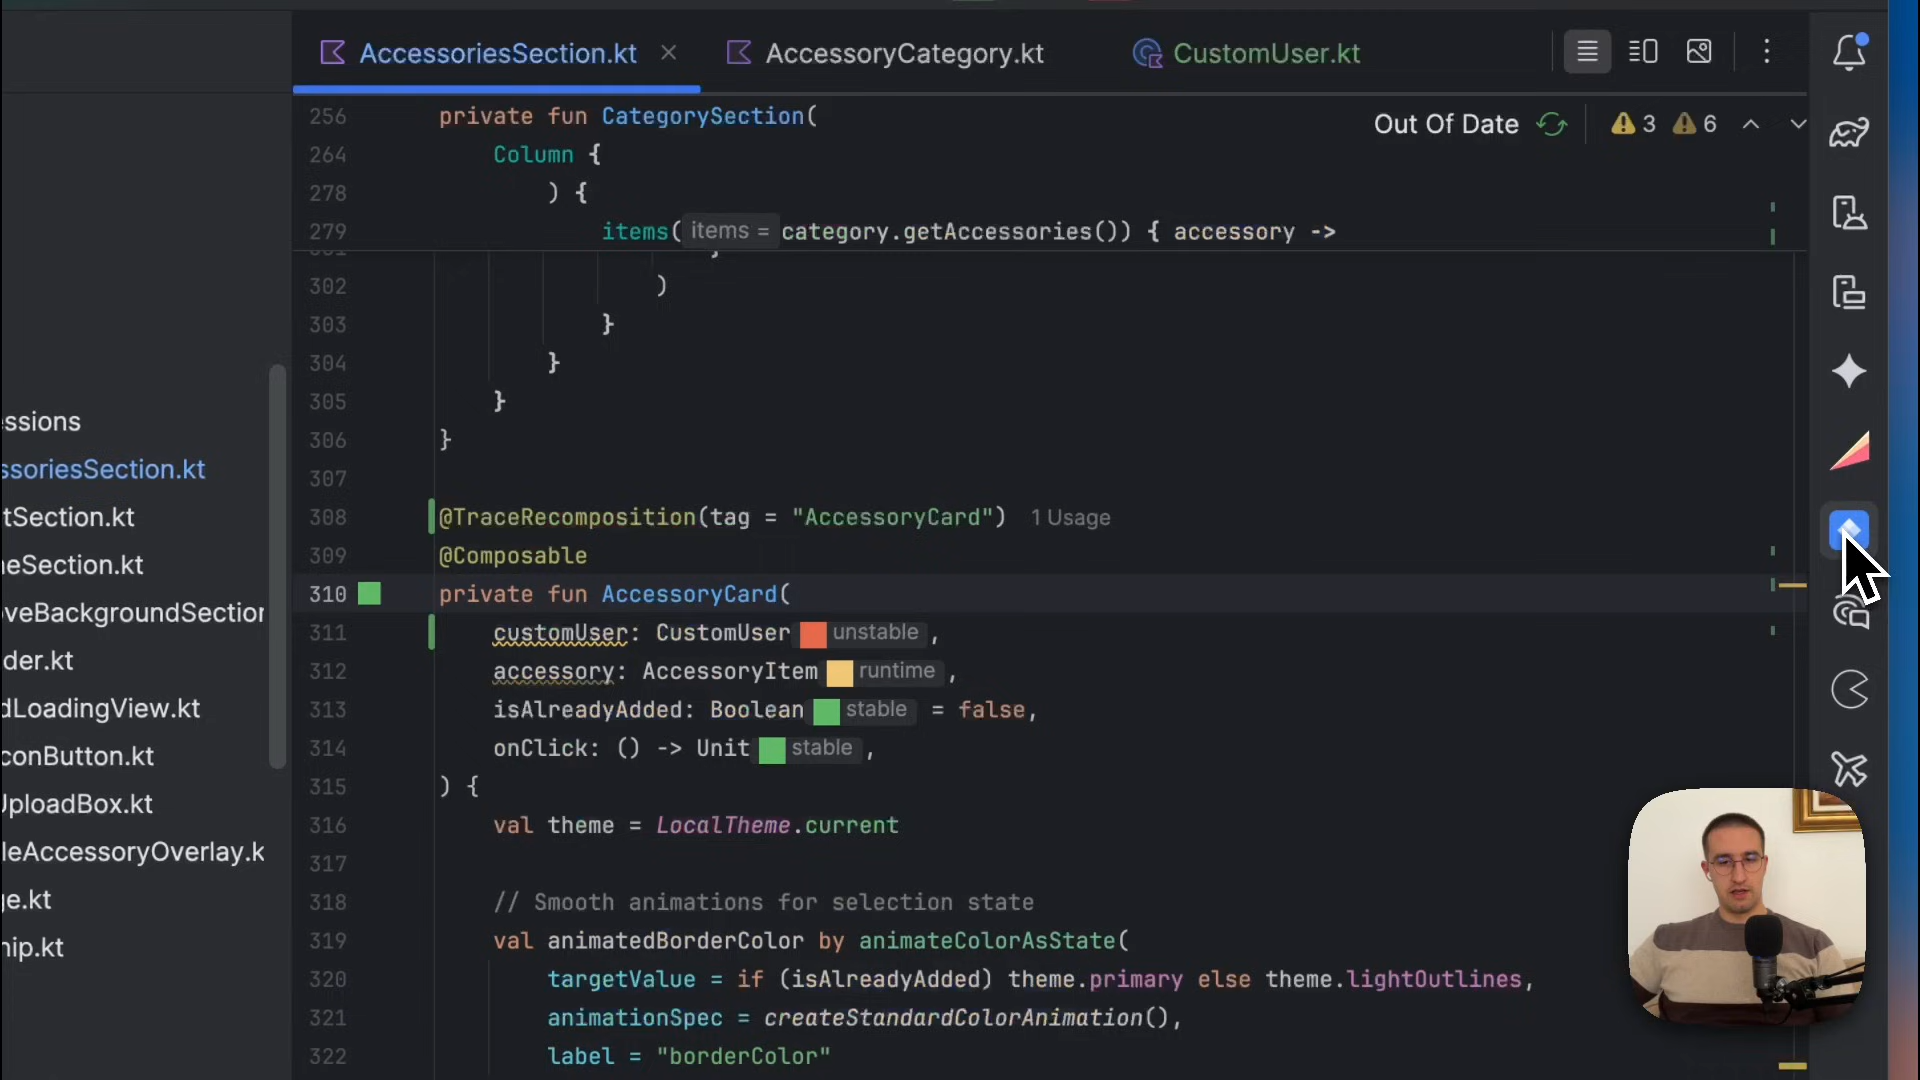 AccessoriesSection.kt
AccessoryCategory.kt
CustomUser.kt
Out Of Date
3
6
256 private fun CategorySection(
264 Column {
278 ) {
279 items( items = category.getAccessories()) { accessory ->
302 )
303 }
304 }
305 }
306 }
307
308 @TraceRecomposition(tag = "AccessoryCard") 1 Usage
309 @Composable
310 private fun AccessoryCard(
311 customUser: CustomUser unstable ,
312 accessory: AccessoryItem runtime ,
313 isAlreadyAdded: Boolean stable = false,
314 onClick: () -> Unit stable ,
315 ) {
316 val theme = LocalTheme.current
317
318 // Smooth animations for selection state
319 val animatedBorderColor by animateColorAsState(
320 targetValue = if (isAlreadyAdded) theme.primary else theme.lightOutlines,
321 animationSpec = createStandardColorAnimation(),
322 label = "borderColor"
essions
ssoriesSection.kt
tSection.kt
eSection.kt
oveBackgroundSection
der.kt
dLoadingView.kt
conButton.kt
UploadBox.kt
leAccessoryOverlay.k
ge.kt
hip.kt